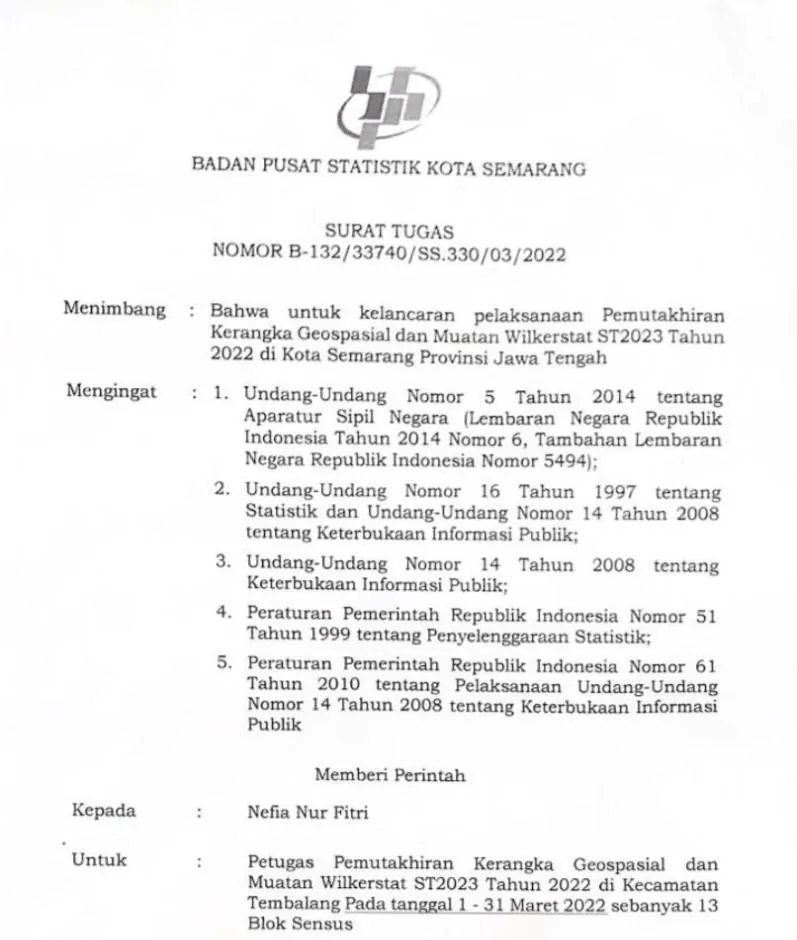 BADAN PUSAT STATISTIK KOTA SEMARANG
SURAT TUGAS
NOMOR B-132/33740/SS.330/03/2022
Menimbang : Bahwa untuk kelancaran pelaksanaan Pemutakhiran
Kerangka Geospasial dan Muatan Wilkerstat ST2023 Tahun
2022 di Kota Semarang Provinsi Jawa Tengah
Mengingat : 1. Undang-Undang Nomor 5 Tahun 2014 tentang
Aparatur Sipil Negara (Lembaran Negara Republik
Indonesia Tahun 2014 Nomor 6, Tambahan Lembaran
Negara Republik Indonesia Nomor 5494);
2. Undang-Undang Nomor 16 Tahun 1997 tentang
Statistik dan Undang-Undang Nomor 14 Tahun 2008
tentang Keterbukaan Informasi Publik;
3. Undang-Undang Nomor 14 Tahun 2008 tentang
Keterbukaan Informasi Publik;
4. Peraturan Pemerintah Republik Indonesia Nomor 51
Tahun 1999 tentang Penyelenggaraan Statistik;
5. Peraturan Pemerintah Republik Indonesia Nomor 61
Tahun 2010 tentang Pelaksanaan Undang-Undang
Nomor 14 Tahun 2008 tentang Keterbukaan Informasi
Publik
Memberi Perintah
Kepada : Nefia Nur Fitri
Untuk : Petugas Pemutakhiran Kerangka Geospasial dan
Muatan Wilkerstat ST2023 Tahun 2022 di Kecamatan
Tembalang Pada tanggal 1 - 31 Maret 2022 sebanyak 13
Blok Sensus